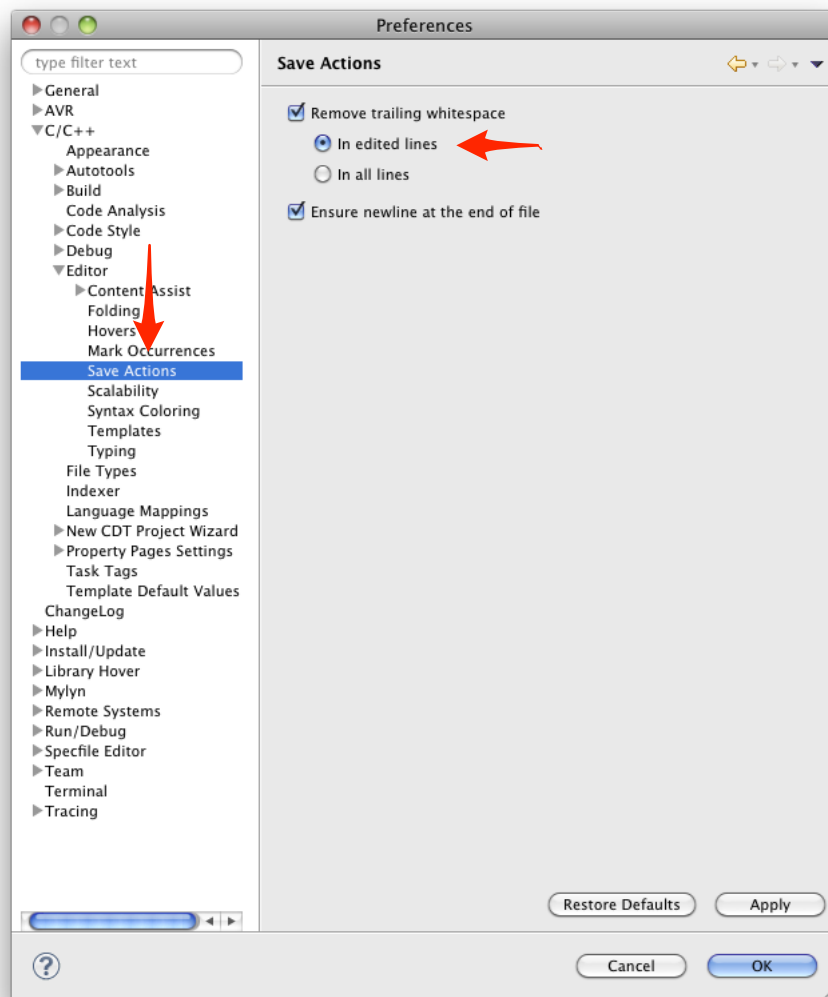 Preferences
type filter text
General
AVR
C/C++
Appearance
Autotools
Build
Code Analysis
Code Style
Debug
Editor
Content Assist
Folding
Hovers
Mark Occurrences
Save Actions
Scalability
Syntax Coloring
Templates
Typing
File Types
Indexer
Language Mappings
New CDT Project Wizard
Property Pages Settings
Task Tags
Template Default Values
ChangeLog
Help
Install/Update
Library Hover
Mylyn
Remote Systems
Run/Debug
Specfile Editor
Team
Terminal
Tracing
Save Actions
Remove trailing whitespace
In edited lines
In all lines
Ensure newline at the end of file
Restore Defaults
Apply
?
Cancel
OK